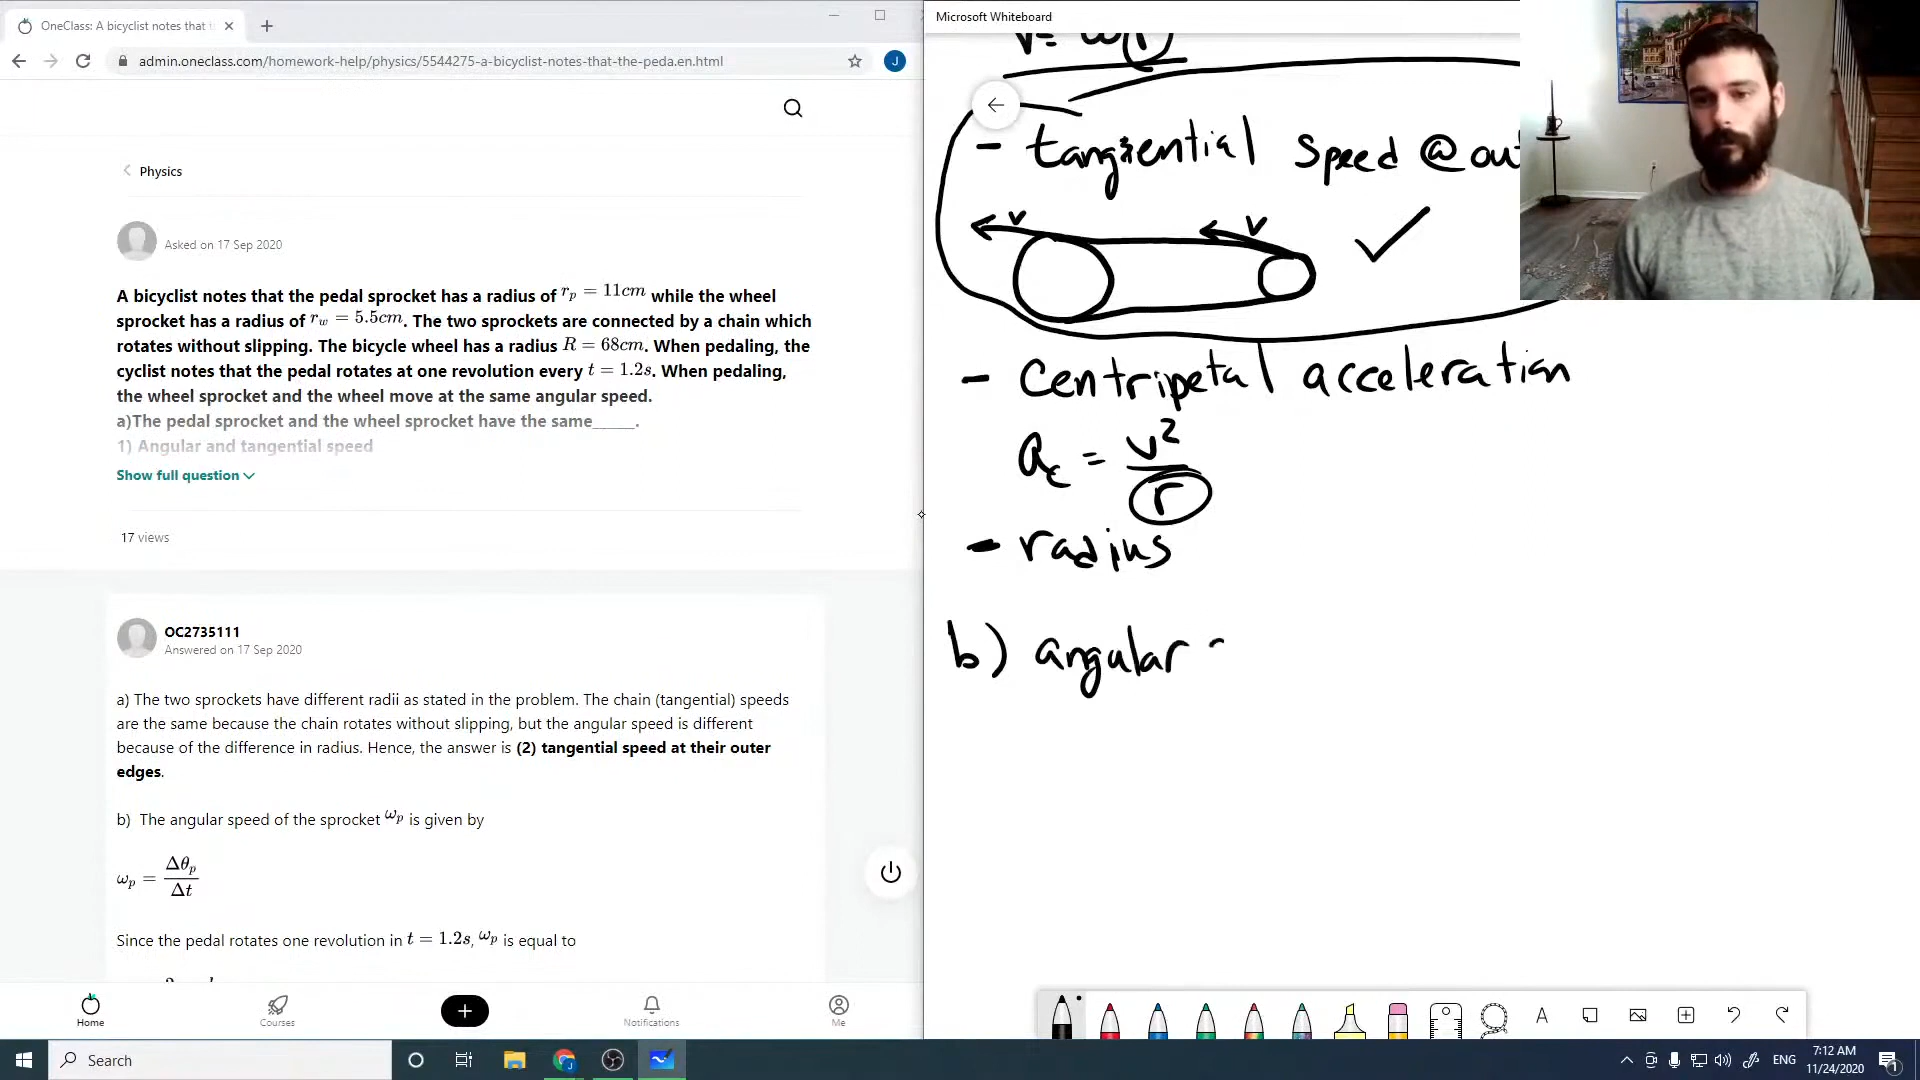 OneClass: A bicyclist notes that t
admin.oneclass.com/homework-help/physics/5544275-a-bicyclist-notes-that-the-peda.en.html
J
Physics
Asked on 17 Sep 2020
A bicyclist notes that the pedal sprocket has a radius of r_p = 11cm while the wheel
sprocket has a radius of r_w = 5.5cm. The two sprockets are connected by a chain which
rotates without slipping. The bicycle wheel has a radius R = 68cm. When pedaling, the
cyclist notes that the pedal rotates at one revolution every t = 1.2s. When pedaling,
the wheel sprocket and the wheel move at the same angular speed.
a)The pedal sprocket and the wheel sprocket have the same_____.
1) Angular and tangential speed
Show full question
17 views
OC2735111
Answered on 17 Sep 2020
a) The two sprockets have different radii as stated in the problem. The chain (tangential) speeds
are the same because the chain rotates without slipping, but the angular speed is different
because of the difference in radius. Hence, the answer is (2) tangential speed at their outer
edges.
b) The angular speed of the sprocket ω_p is given by
ω_p = Δθ_p / Δt
Since the pedal rotates one revolution in t = 1.2s, ω_p is equal to
Home
Courses
Notifications
Me
Microsoft Whiteboard
- tangential speed @ out
v v
- centripetal acceleration
a_c = v² / r
- radius
b) angular
A
Search
ENG
7:12 AM
11/24/2020
1